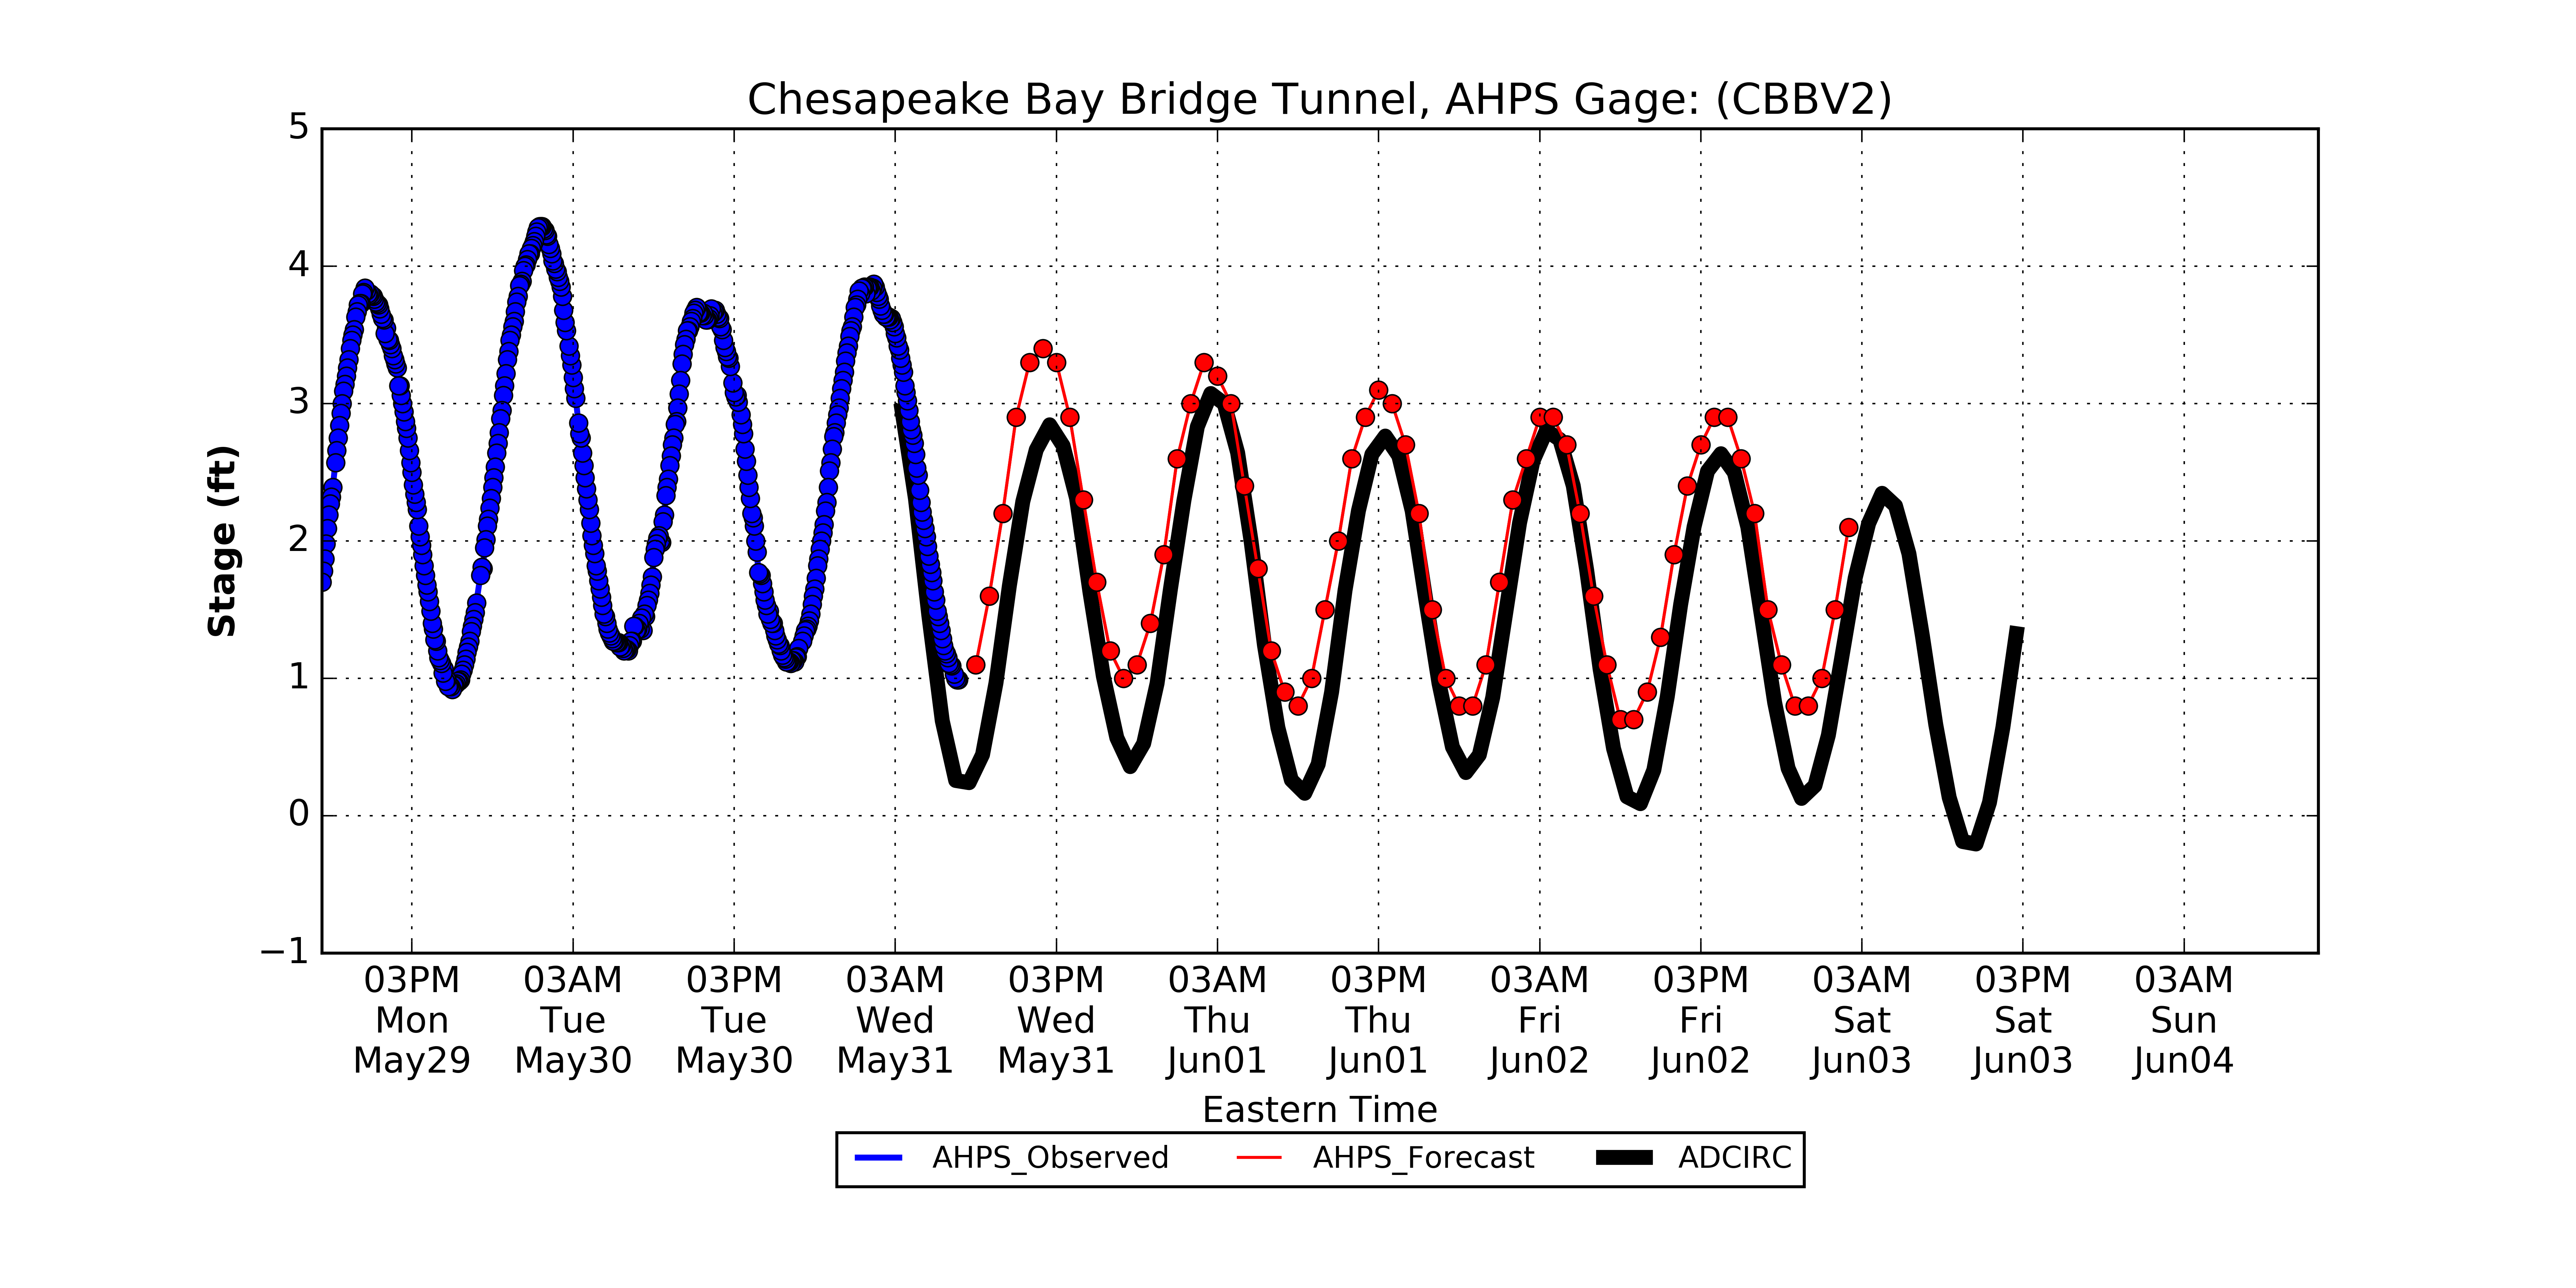 Chesapeake Bay Bridge Tunnel, AHPS Gage: (CBBV2)
5
4
3
2
1
0
−1
Stage (ft)
03PM 03AM 03PM 03AM 03PM 03AM 03PM 03AM 03PM 03AM 03PM 03AM
Mon Tue Tue Wed Wed Thu Thu Fri Fri Sat Sat Sun
May29 May30 May30 May31 May31 Jun01 Jun01 Jun02 Jun02 Jun03 Jun03 Jun04
Eastern Time
AHPS_Observed AHPS_Forecast ADCIRC